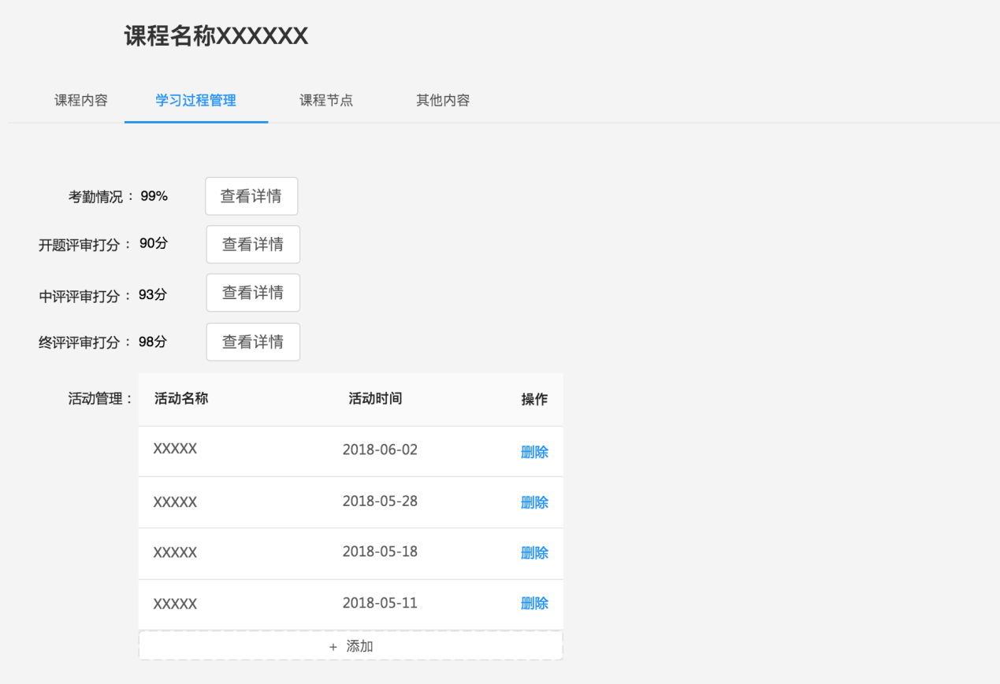 课程名称XXXXXX
课程内容 学习过程管理 课程节点 其他内容
考勤情况： 99% 查看详情
开题评审打分： 90分 查看详情
中评评审打分： 93分 查看详情
终评评审打分： 98分 查看详情
活动管理： 活动名称 活动时间 操作
XXXXX 2018-06-02 删除
XXXXX 2018-05-28 删除
XXXXX 2018-05-18 删除
XXXXX 2018-05-11 删除
+ 添加